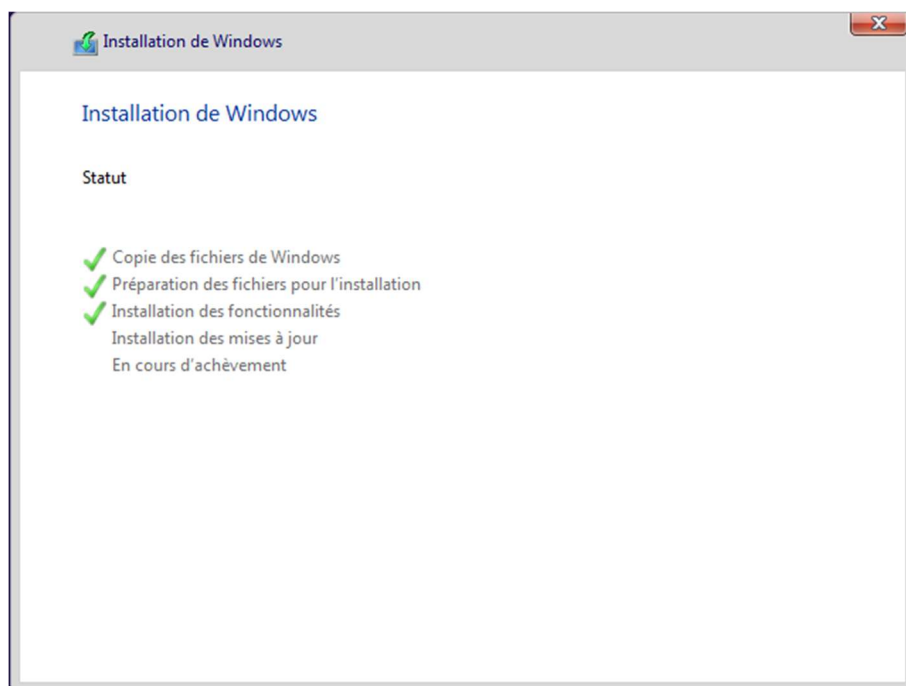 Installation de Windows
Installation de Windows
Statut
Copie des fichiers de Windows
Préparation des fichiers pour l'installation
Installation des fonctionnalités
Installation des mises à jour
En cours d'achèvement